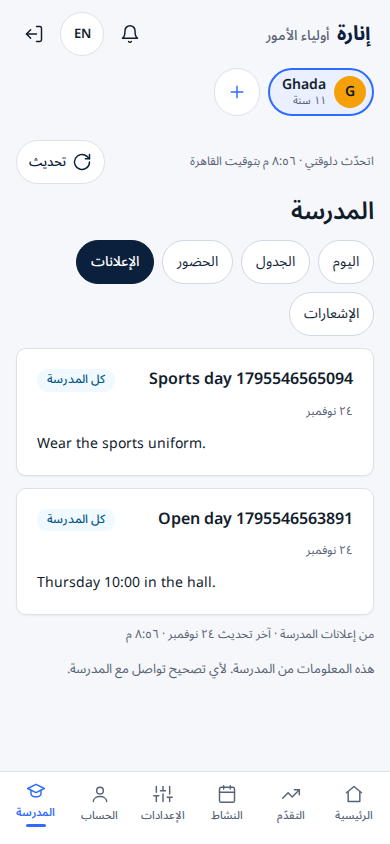 إنارة أولياء الأمور
EN
G Ghada
١١ سنة
اتحدّث دلوقتي · ٨:٥٦ م بتوقيت القاهرة
تحديث
المدرسة
اليوم
الجدول
الحضور
الإعلانات
الإشعارات
Sports day 1795546565094
كل المدرسة
٢٤ نوفمبر
Wear the sports uniform.
Open day 1795546563891
كل المدرسة
٢٤ نوفمبر
Thursday 10:00 in the hall.
من إعلانات المدرسة · آخر تحديث ٢٤ نوفمبر · ٨:٥٦ م
هذه المعلومات من المدرسة. لأي تصحيح تواصل مع المدرسة.
الرئيسية
التقدّم
النشاط
الإعدادات
الحساب
المدرسة